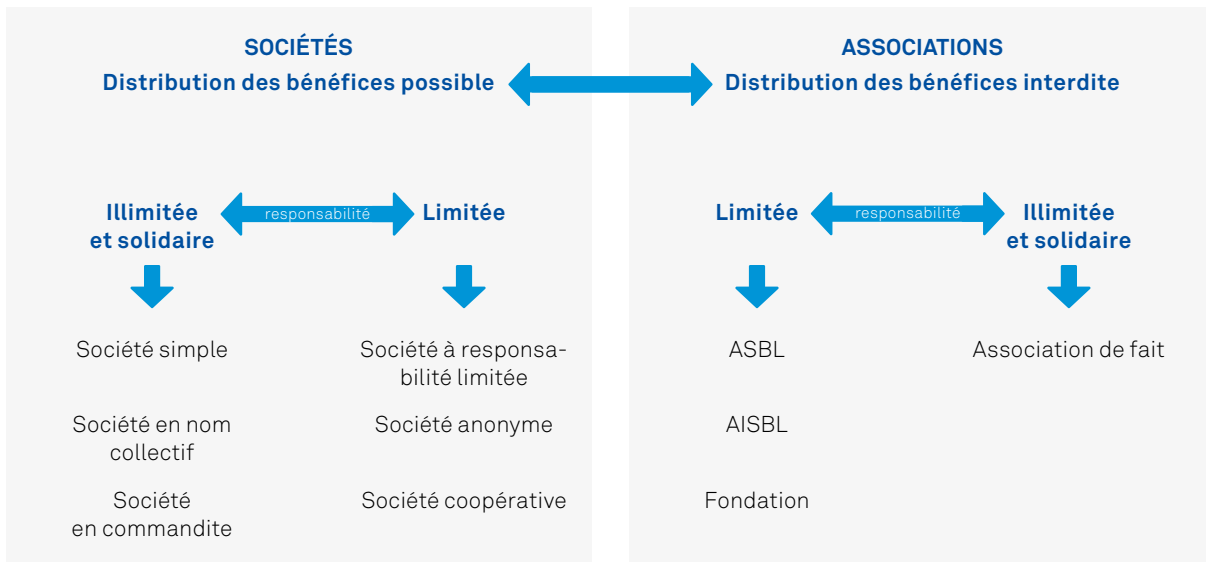 SOCIÉTÉS
Distribution des bénéfices possible
Illimitée
et solidaire
responsabilité
Limitée
Société simple
Société à responsa-
bilité limitée
Société en nom
collectif
Société anonyme
Société
en commandite
Société coopérative
ASSOCIATIONS
Distribution des bénéfices interdite
Limitée
responsabilité
Illimitée
et solidaire
ASBL
Association de fait
AISBL
Fondation